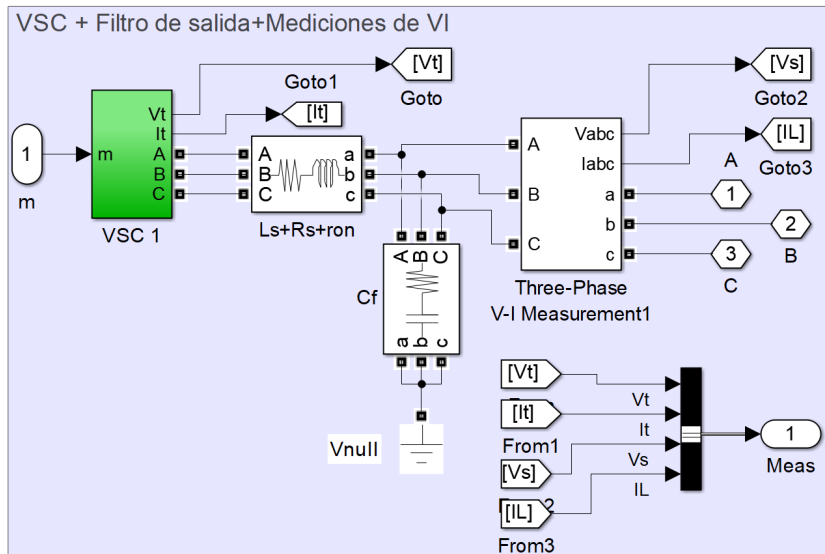 VSC + Filtro de salida+Mediciones de VI
[Vt]
Goto
Goto1
[It]
[Vs]
Goto2
[IL]
Goto3
1
m
m
Vt
It
A
B
C
VSC 1
A
B
C
a
b
c
Ls+Rs+ron
A
B
C
Vabc
Iabc
a
b
c
Three-Phase
V-I Measurement1
A
1
2
B
3
C
A B C
Cf
a b c
Vnull
[Vt]
[It]
From1
[Vs]
2
[IL]
From3
Vt
It
Vs
IL
1
Meas